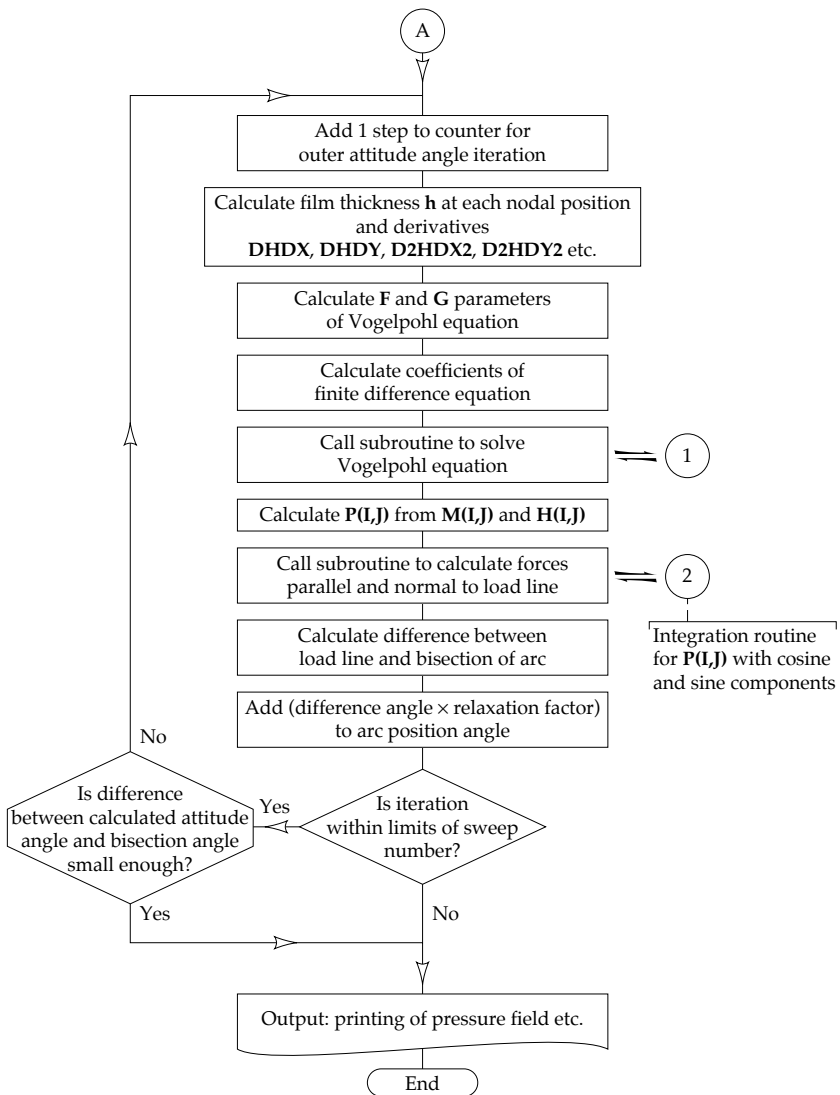 A
Add 1 step to counter for
outer attitude angle iteration
Calculate film thickness h at each nodal position
and derivatives
DHDX, DHDY, D2HDX2, D2HDY2 etc.
Calculate F and G parameters
of Vogelpohl equation
Calculate coefficients of
finite difference equation
Call subroutine to solve
Vogelpohl equation
1
Calculate P(I,J) from M(I,J) and H(I,J)
Call subroutine to calculate forces
parallel and normal to load line
2
Integration routine
for P(I,J) with cosine
and sine components
Calculate difference between
load line and bisection of arc
Add (difference angle × relaxation factor)
to arc position angle
No
Is difference
between calculated attitude
angle and bisection angle
small enough?
Yes
Is iteration
within limits of sweep
number?
Yes
No
Output: printing of pressure field etc.
End